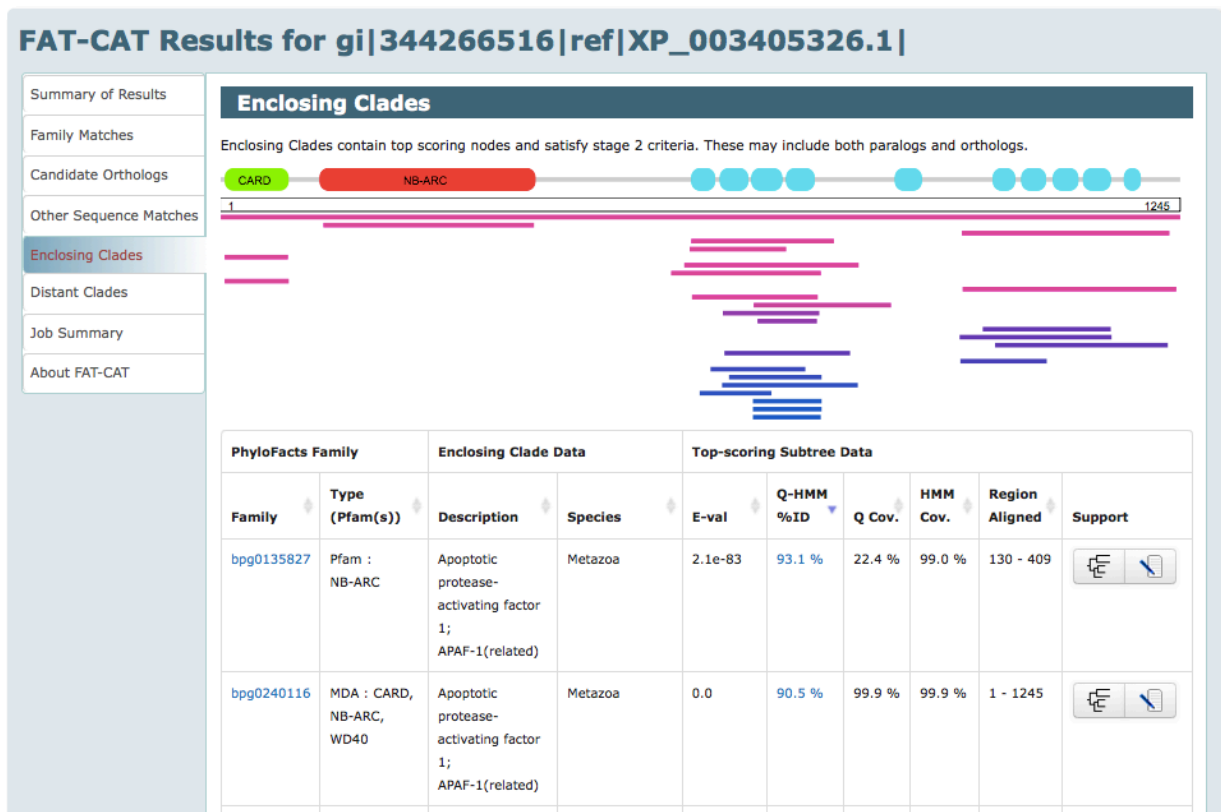 FAT-CAT Results for gi|344266516|ref|XP_003405326.1|
Summary of Results
Family Matches
Candidate Orthologs
Other Sequence Matches
Enclosing Clades
Distant Clades
Job Summary
About FAT-CAT
Enclosing Clades
Enclosing Clades contain top scoring nodes and satisfy stage 2 criteria. These may include both paralogs and orthologs.
CARD NB-ARC
1 1245
PhyloFacts Family Enclosing Clade Data Top-scoring Subtree Data
Family Type (Pfam(s)) Description Species E-val Q-HMM %ID Q Cov. HMM Cov. Region Aligned Support
bpg0135827 Pfam : NB-ARC Apoptotic protease-activating factor 1; APAF-1(related) Metazoa 2.1e-83 93.1 % 22.4 % 99.0 % 130 - 409
bpg0240116 MDA : CARD, NB-ARC, WD40 Apoptotic protease-activating factor 1; APAF-1(related) Metazoa 0.0 90.5 % 99.9 % 99.9 % 1 - 1245